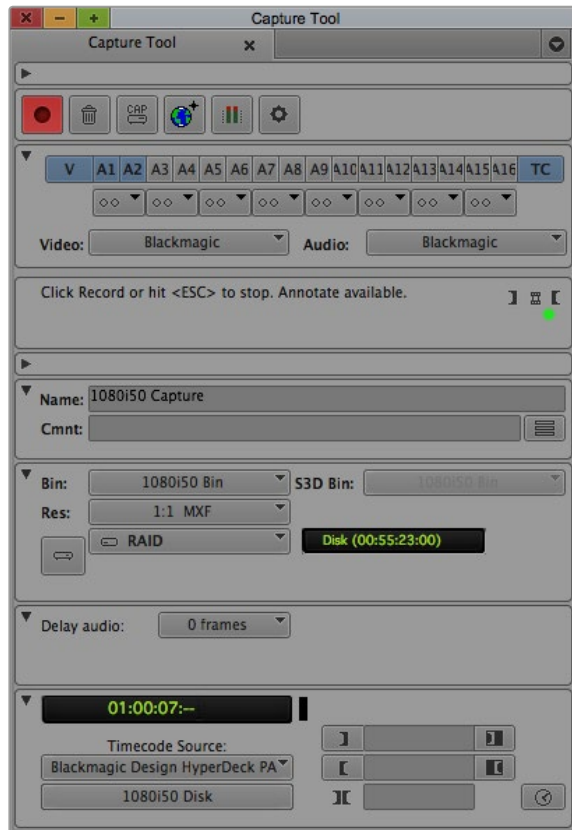 Capture Tool
Capture Tool
CAP
V A1 A2 A3 A4 A5 A6 A7 A8 A9 A10 A11 A12 A13 A14 A15 A16 TC
Video: Blackmagic Audio: Blackmagic
Click Record or hit <ESC> to stop. Annotate available.
Name: 1080i50 Capture
Cmnt:
Bin: 1080i50 Bin S3D Bin: 1080i50 Bin
Res: 1:1 MXF
RAID Disk (00:55:23:00)
Delay audio: 0 frames
01:00:07:--
Timecode Source:
Blackmagic Design HyperDeck PA
1080i50 Disk